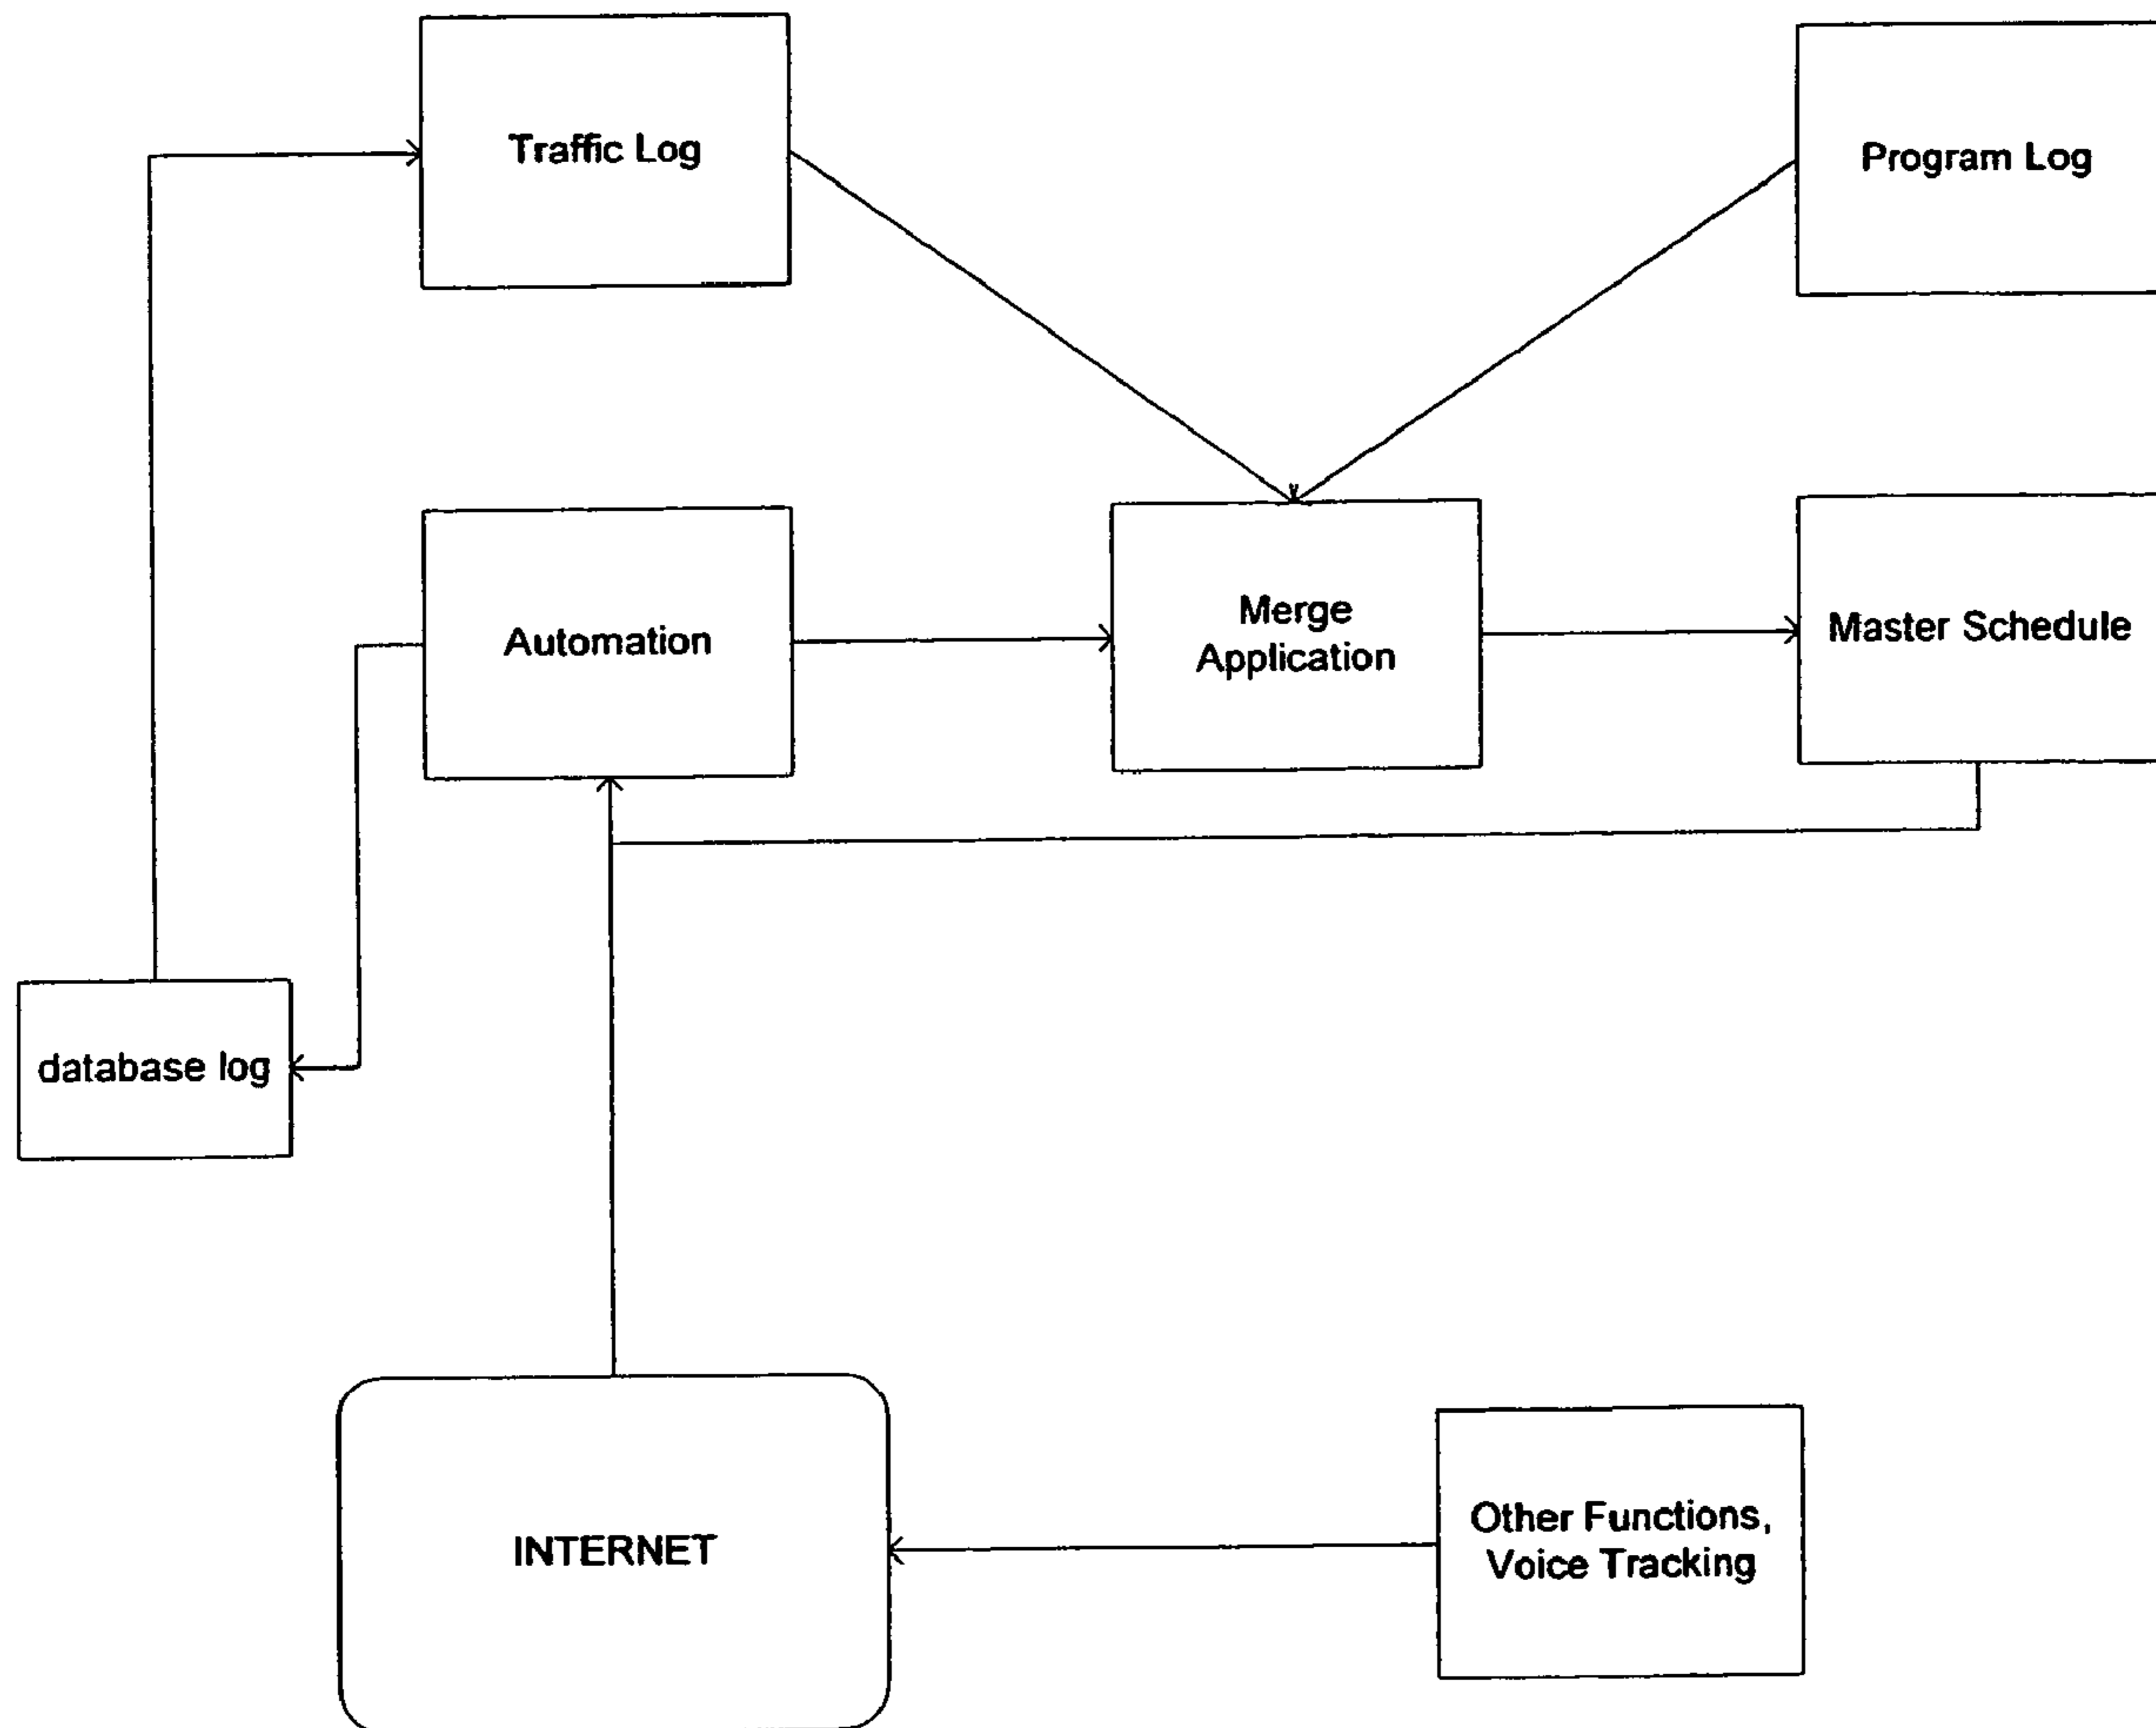 Traffic Log
Program Log
Automation
Merge
Application
Master Schedule
database log
INTERNET
Other Functions,
Voice Tracking